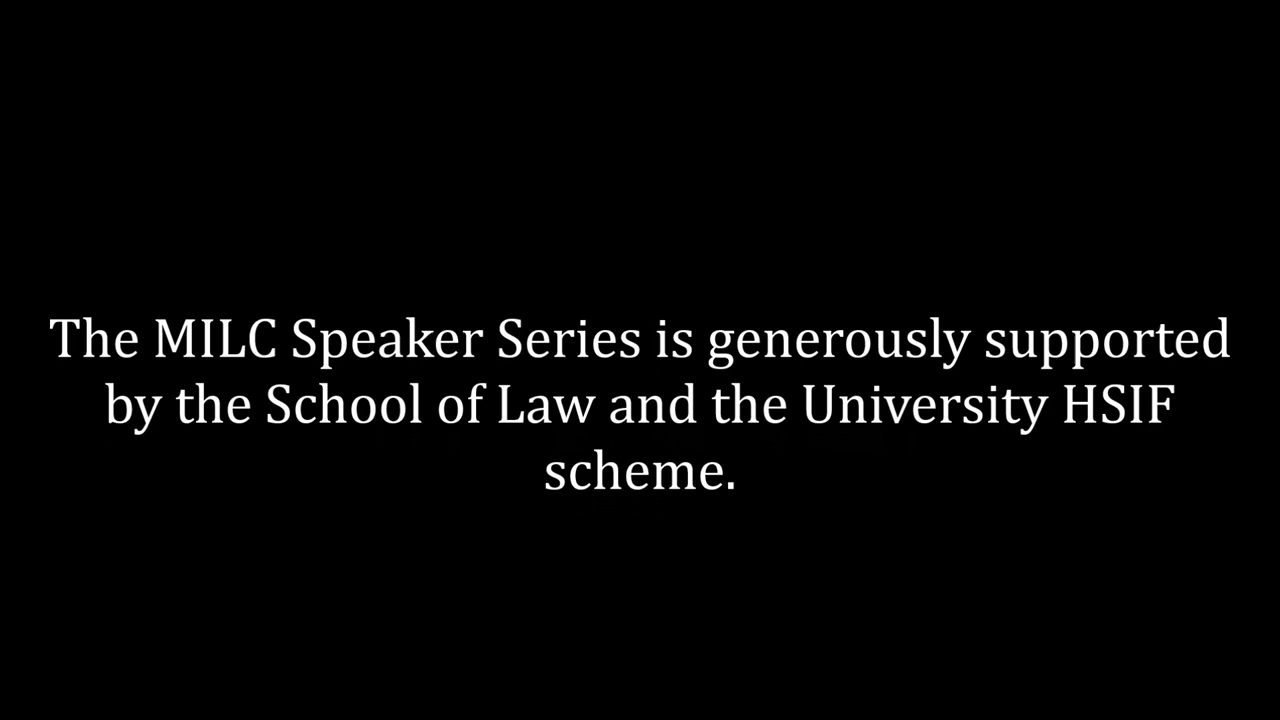 The MILC Speaker Series is generously supported
by the School of Law and the University HSIF
scheme.